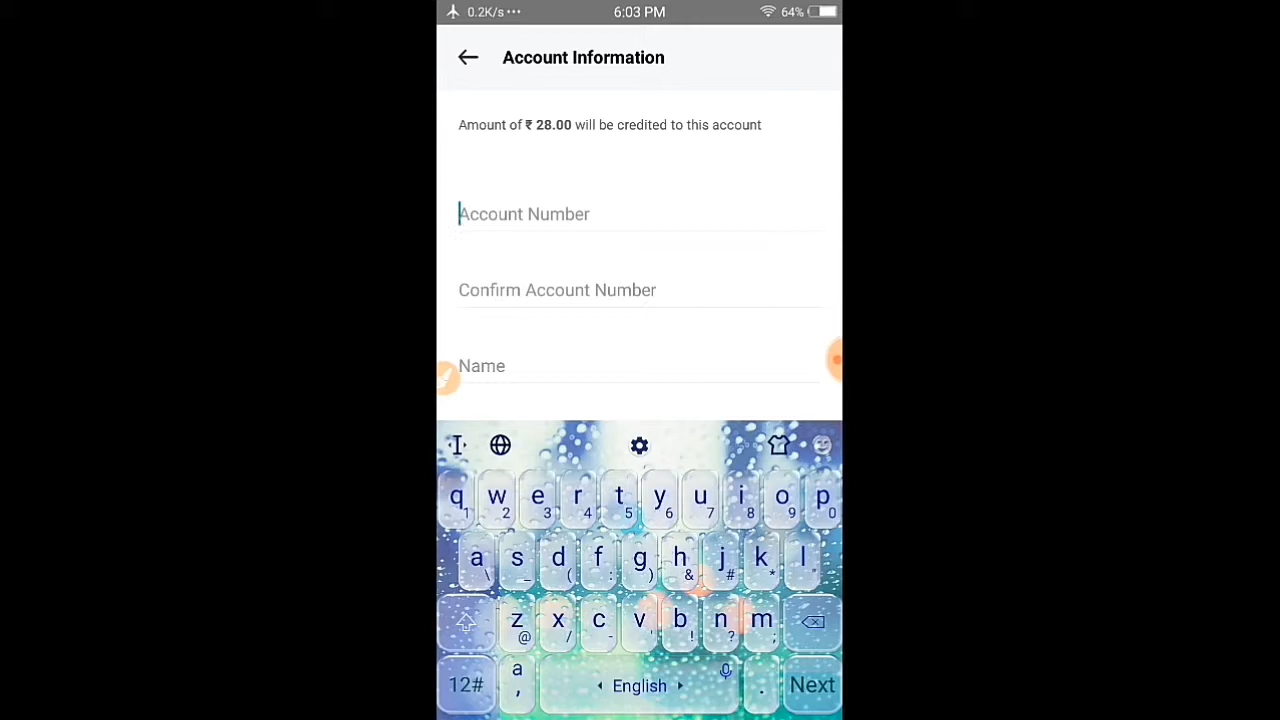 0.2K/s... 6:03 PM 64%
Account Information
Amount of ₹ 28.00 will be credited to this account
Account Number
Confirm Account Number
Name
q w e r t y u i o p
1 2 3 4 5 6 7 8 9 0
a s d f g h j k l
\ _ ( : ) & # * "
z x c v b n m
@ / - ' ! ? ;
12# a , English . Next